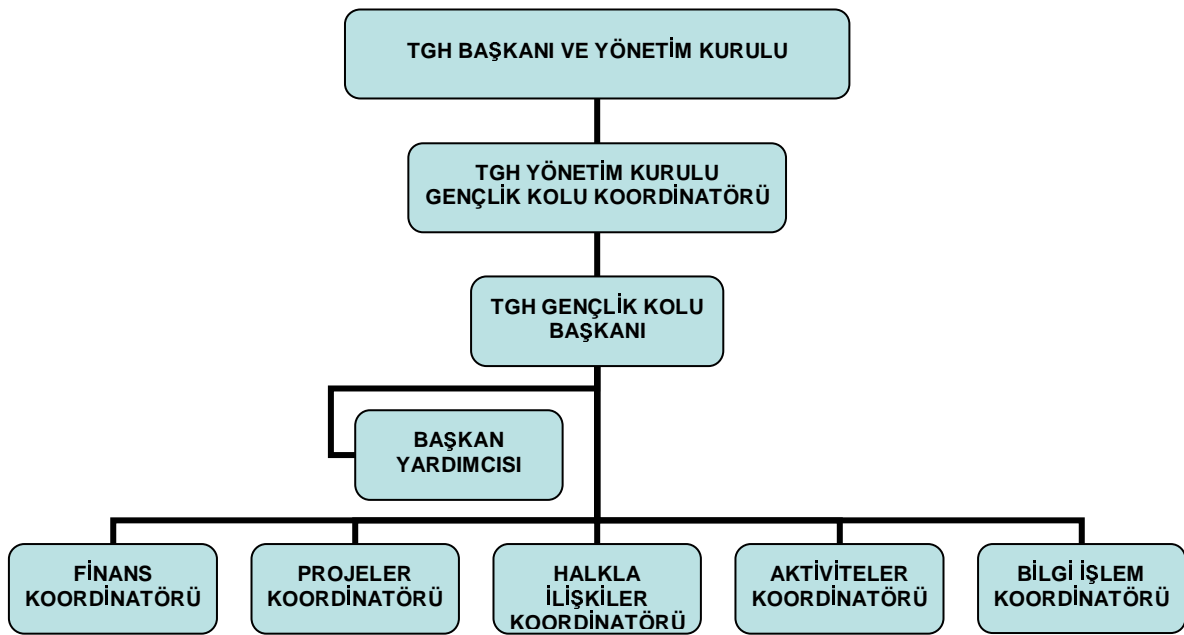 TGH BAŞKANI VE YÖNETİM KURULU
TGH YÖNETİM KURULU
GENÇLİK KOLU KOORDİNATÖRÜ
TGH GENÇLİK KOLU
BAŞKANI
BAŞKAN
YARDIMCISI
FİNANS
KOORDİNATÖRÜ
PROJELER
KOORDİNATÖRÜ
HALKLA
İLİŞKİLER
KOORDİNATÖRÜ
AKTİVİTELER
KOORDİNATÖRÜ
BİLGİ İŞLEM
KOORDİNATÖRÜ